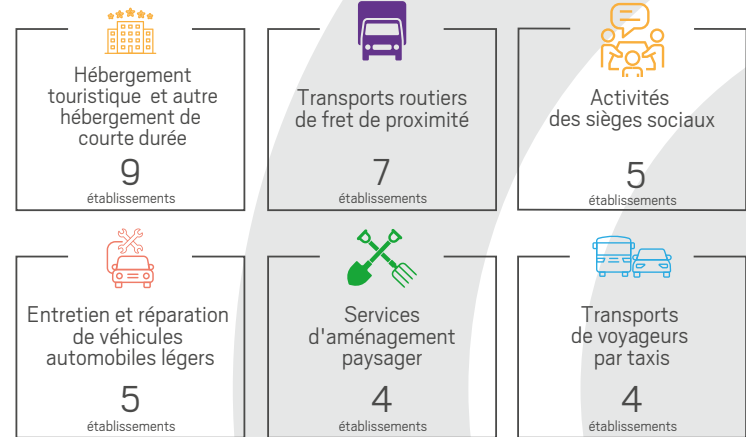 Hébergement
touristique et autre
hébergement de
courte durée
9
établissements
Transports routiers
de fret de proximité
7
établissements
Activités
des sièges sociaux
5
établissements
Entretien et réparation
de véhicules
automobiles légers
5
établissements
Services
d'aménagement
paysager
4
établissements
Transports
de voyageurs
par taxis
4
établissements